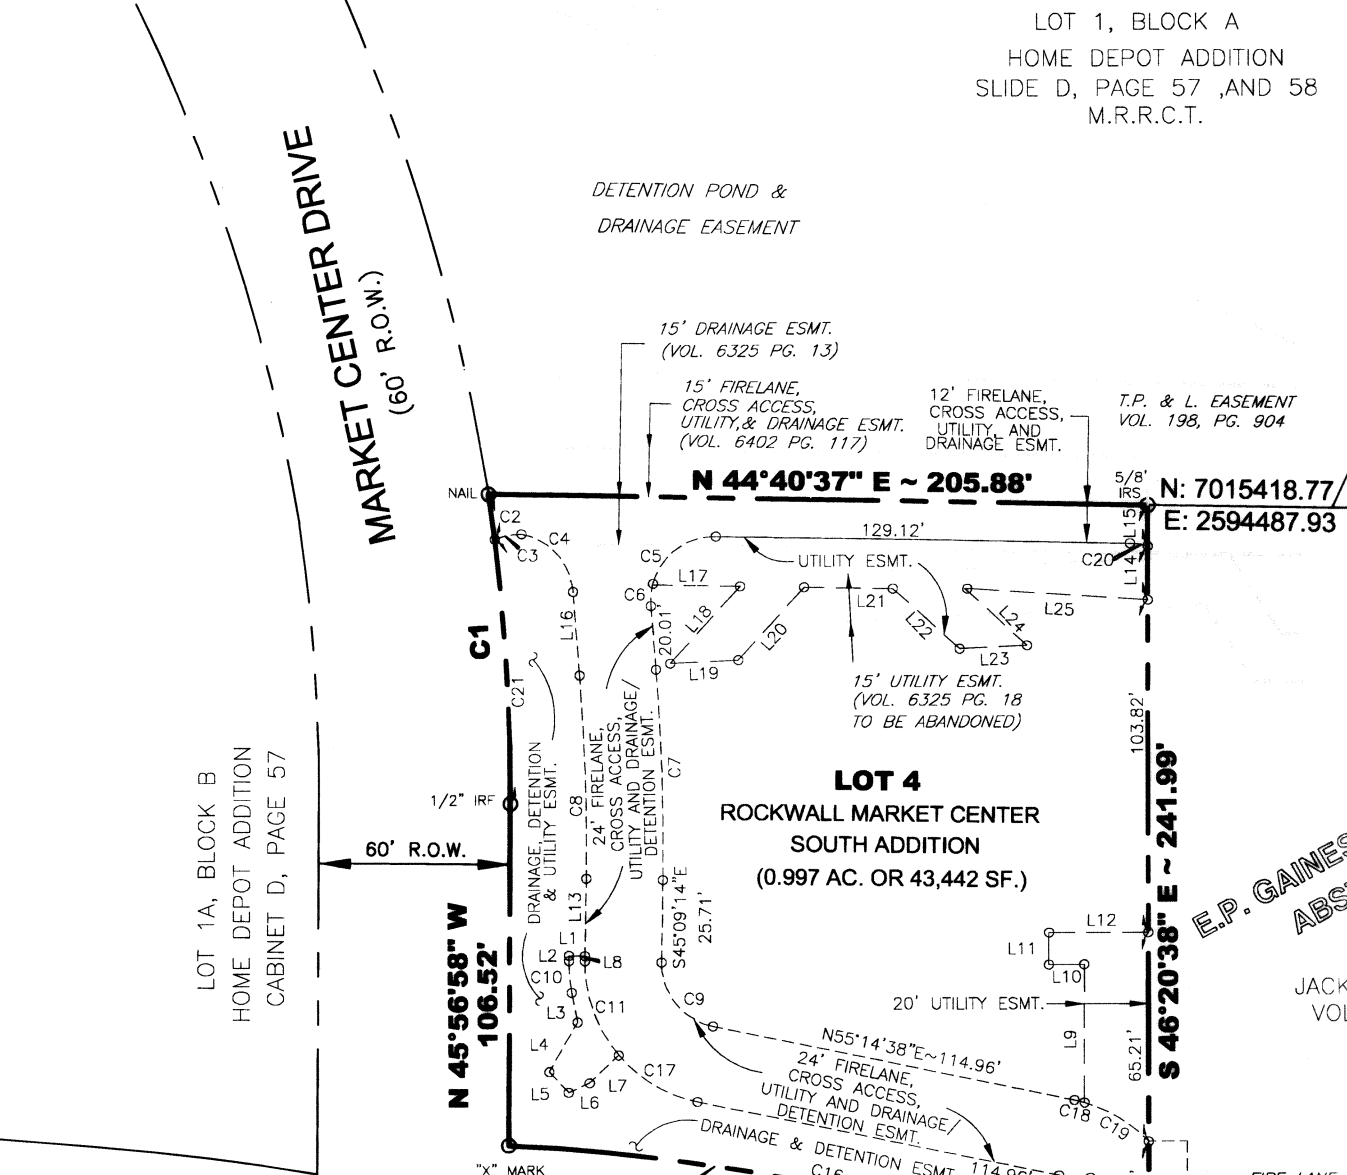 LOT 1, BLOCK A
HOME DEPOT ADDITION
SLIDE D, PAGE 57 ,AND 58
M.R.R.C.T.
MARKET CENTER DRIVE
(60' R.O.W.)
DETENTION POND &
DRAINAGE EASEMENT
15' DRAINAGE ESMT.
(VOL. 6325 PG. 13)
15' FIRELANE,
CROSS ACCESS,
UTILITY,& DRAINAGE ESMT.
(VOL. 6402 PG. 117)
12' FIRELANE,
CROSS ACCESS,
UTILITY, AND
DRAINAGE ESMT.
T.P. & L. EASEMENT
VOL. 198, PG. 904
NAIL
N 44°40'37" E ~ 205.88'
5/8'
IRS
N: 7015418.77
E: 2594487.93
C2
C3
C4
C5
129.12'
L15
C20
L14
UTILITY ESMT.
C6
L17
L16
20.01'
L18
L19
L20
L21
L22
L23
L24
L25
C1
C21
15' UTILITY ESMT.
(VOL. 6325 PG. 18
TO BE ABANDONED)
103.82'
S 46°20'38" E ~ 241.99'
LOT 4
ROCKWALL MARKET CENTER
SOUTH ADDITION
(0.997 AC. OR 43,442 SF.)
C7
C8
24' FIRELANE,
CROSS ACCESS,
UTILITY AND DRAINAGE/
DETENTION ESMT.
DRAINAGE, DETENTION
& UTILITY ESMT.
1/2" IRF
60' R.O.W.
LOT 1A, BLOCK B
HOME DEPOT ADDITION
CABINET D, PAGE 57
N 45°56'58" W
106.52'
S45°09'14"E
25.71'
L13
L1
L2
L8
C10
C11
L3
L4
L5
L6
L7
C17
C9
L12
L11
L10
20' UTILITY ESMT.
L9
65.21'
E.P. GAINES
ABS
JACK
VOL
N55°14'38"E~114.96'
24' FIRELANE,
CROSS ACCESS,
UTILITY AND DRAINAGE/
DETENTION ESMT.
C18
C19
DRAINAGE & DETENTION ESMT.
C16
"X" MARK